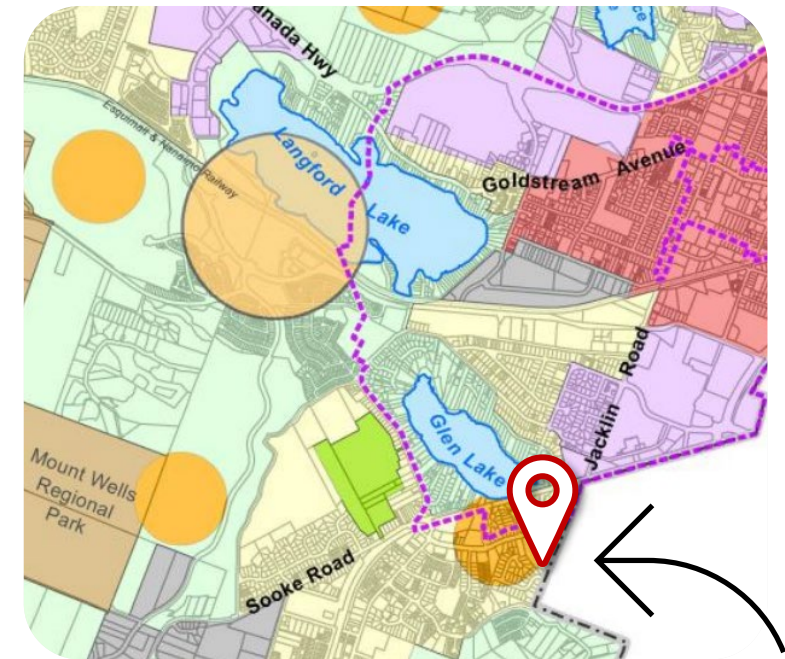 anada Hwy
Esquimalt & Nanaimo Railway
Langford
Lake
Goldstream Avenue
Jacklin Road
Glen Lake
Mount Wells
Regional
Park
Sooke Road